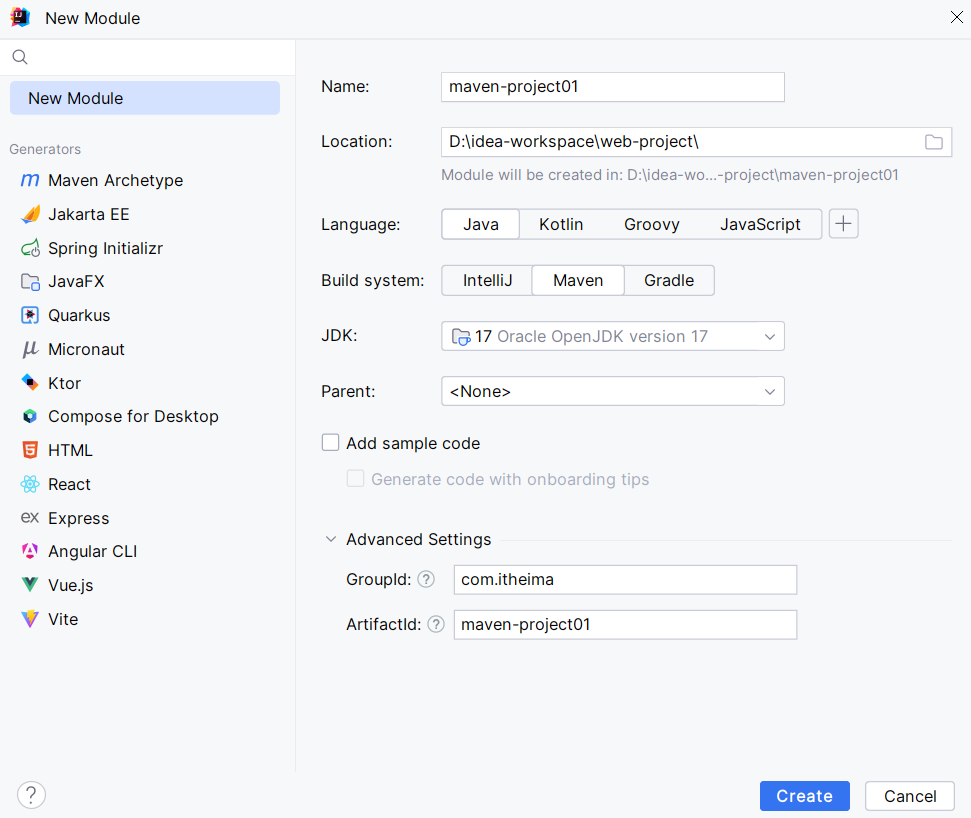 New Module
New Module
Generators
Maven Archetype
Jakarta EE
Spring Initializr
JavaFX
Quarkus
Micronaut
Ktor
Compose for Desktop
HTML
React
Express
Angular CLI
Vue.js
Vite
Name: maven-project01
Location: D:\idea-workspace\web-project\
Module will be created in: D:\idea-wo...-project\maven-project01
Language: Java Kotlin Groovy JavaScript
Build system: IntelliJ Maven Gradle
JDK: 17 Oracle OpenJDK version 17
Parent: <None>
Add sample code
Generate code with onboarding tips
Advanced Settings
GroupId: ? com.itheima
ArtifactId: ? maven-project01
? Create Cancel